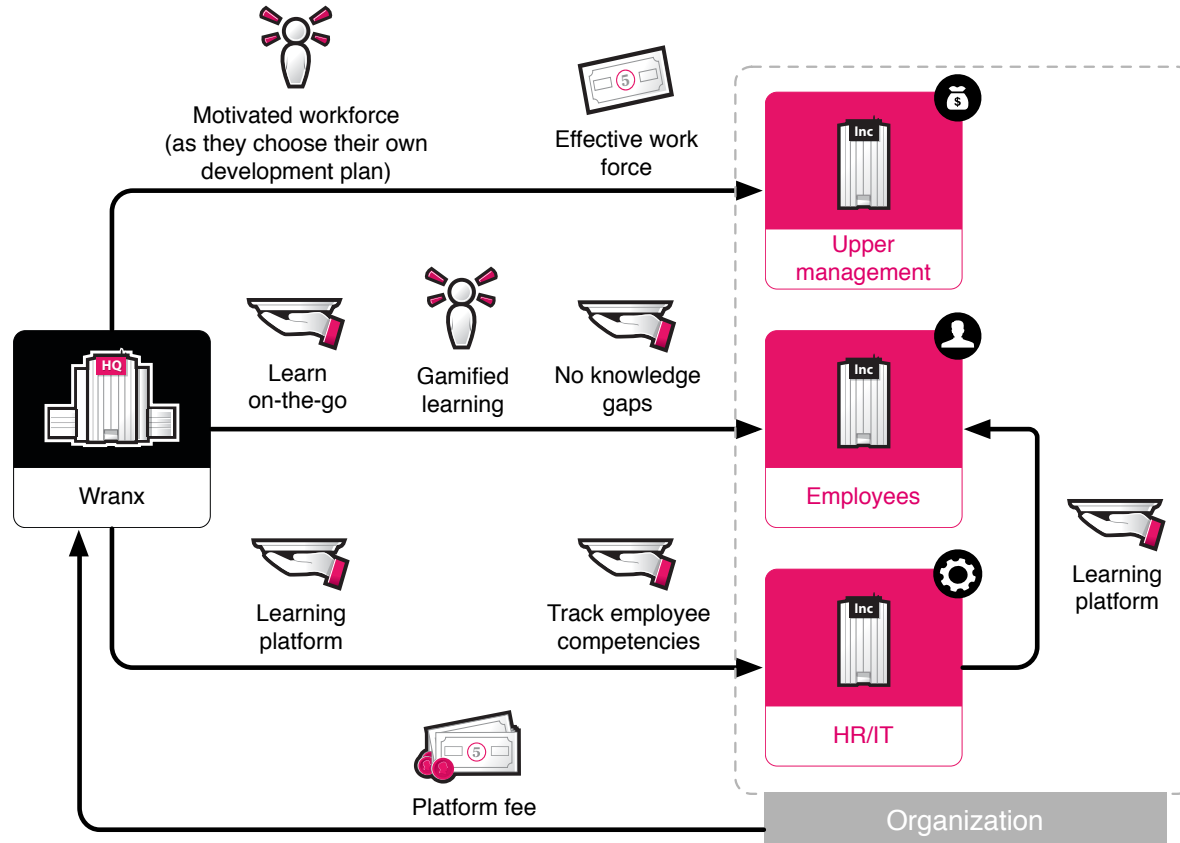 Motivated workforce
(as they choose their own
development plan)
5
Effective work
force
$
Inc
Upper
management
Learn
on-the-go
Gamified
learning
No knowledge
gaps
HQ
Wranx
Inc
Employees
Learning
platform
Track employee
competencies
Inc
HR/IT
Learning
platform
5
Platform fee
Organization